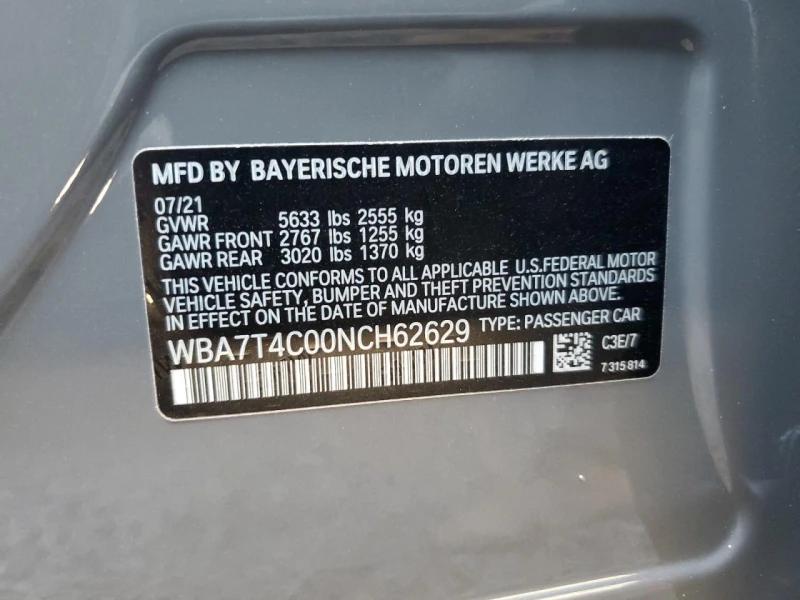 MFD BY BAYERISCHE MOTOREN WERKE AG
07/21
GVWR 5633 lbs 2555 kg
GAWR FRONT 2767 lbs 1255 kg
GAWR REAR 3020 lbs 1370 kg
THIS VEHICLE CONFORMS TO ALL APPLICABLE U.S.FEDERAL MOTOR
VEHICLE SAFETY, BUMPER AND THEFT PREVENTION STANDARDS
IN EFFECT ON THE DATE OF MANUFACTURE SHOWN ABOVE.
WBA7T4C00NCH62629 TYPE: PASSENGER CAR
C3E/7
7 315 814